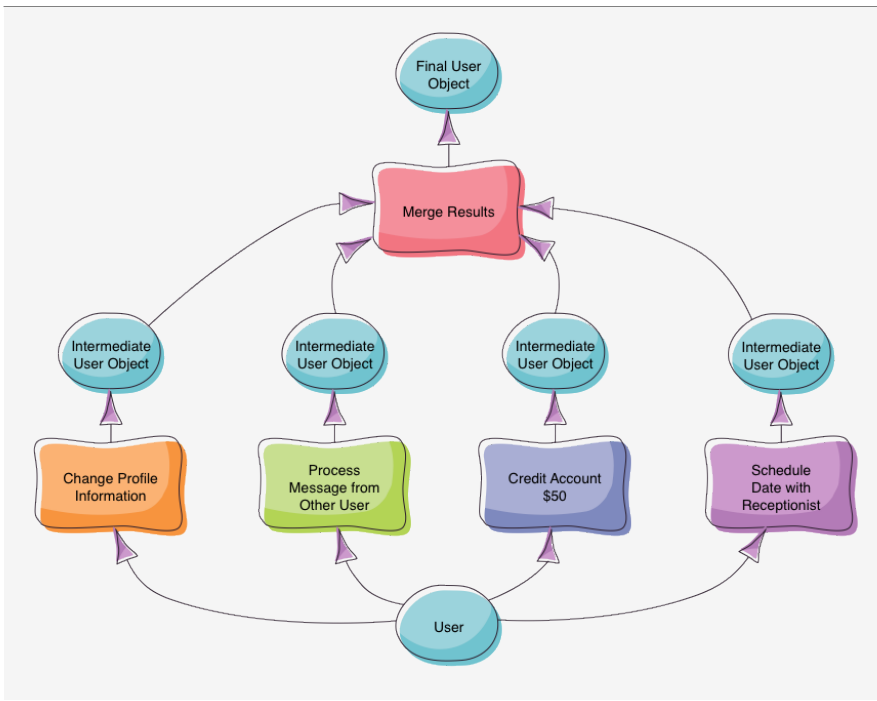 Final User
Object
Merge Results
Intermediate
User Object
Intermediate
User Object
Intermediate
User Object
Intermediate
User Object
Change Profile
Information
Process
Message from
Other User
Credit Account
$50
Schedule
Date with
Receptionist
User